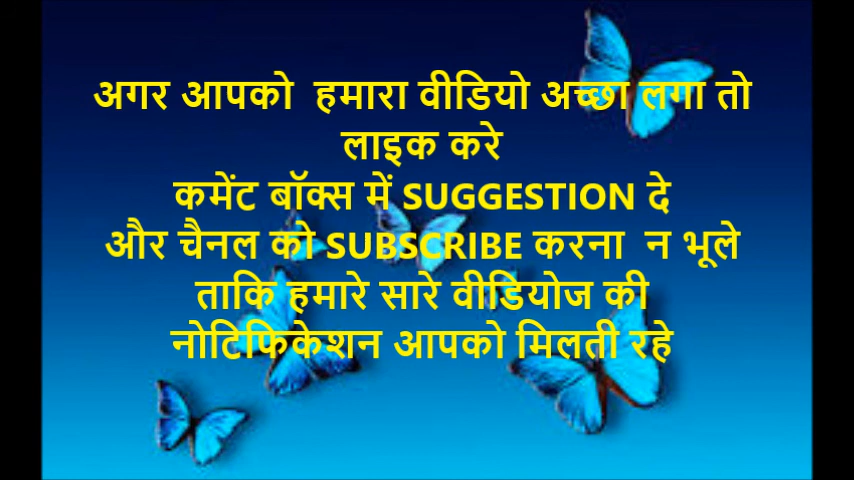 अगर आपको हमारा वीडियो अच्छा लगा तो
लाइक करे
कमेंट बॉक्स में SUGGESTION दे
और चैनल को SUBSCRIBE करना न भूले
ताकि हमारे सारे वीडियोज की
नोटिफिकेशन आपको मिलती रहे